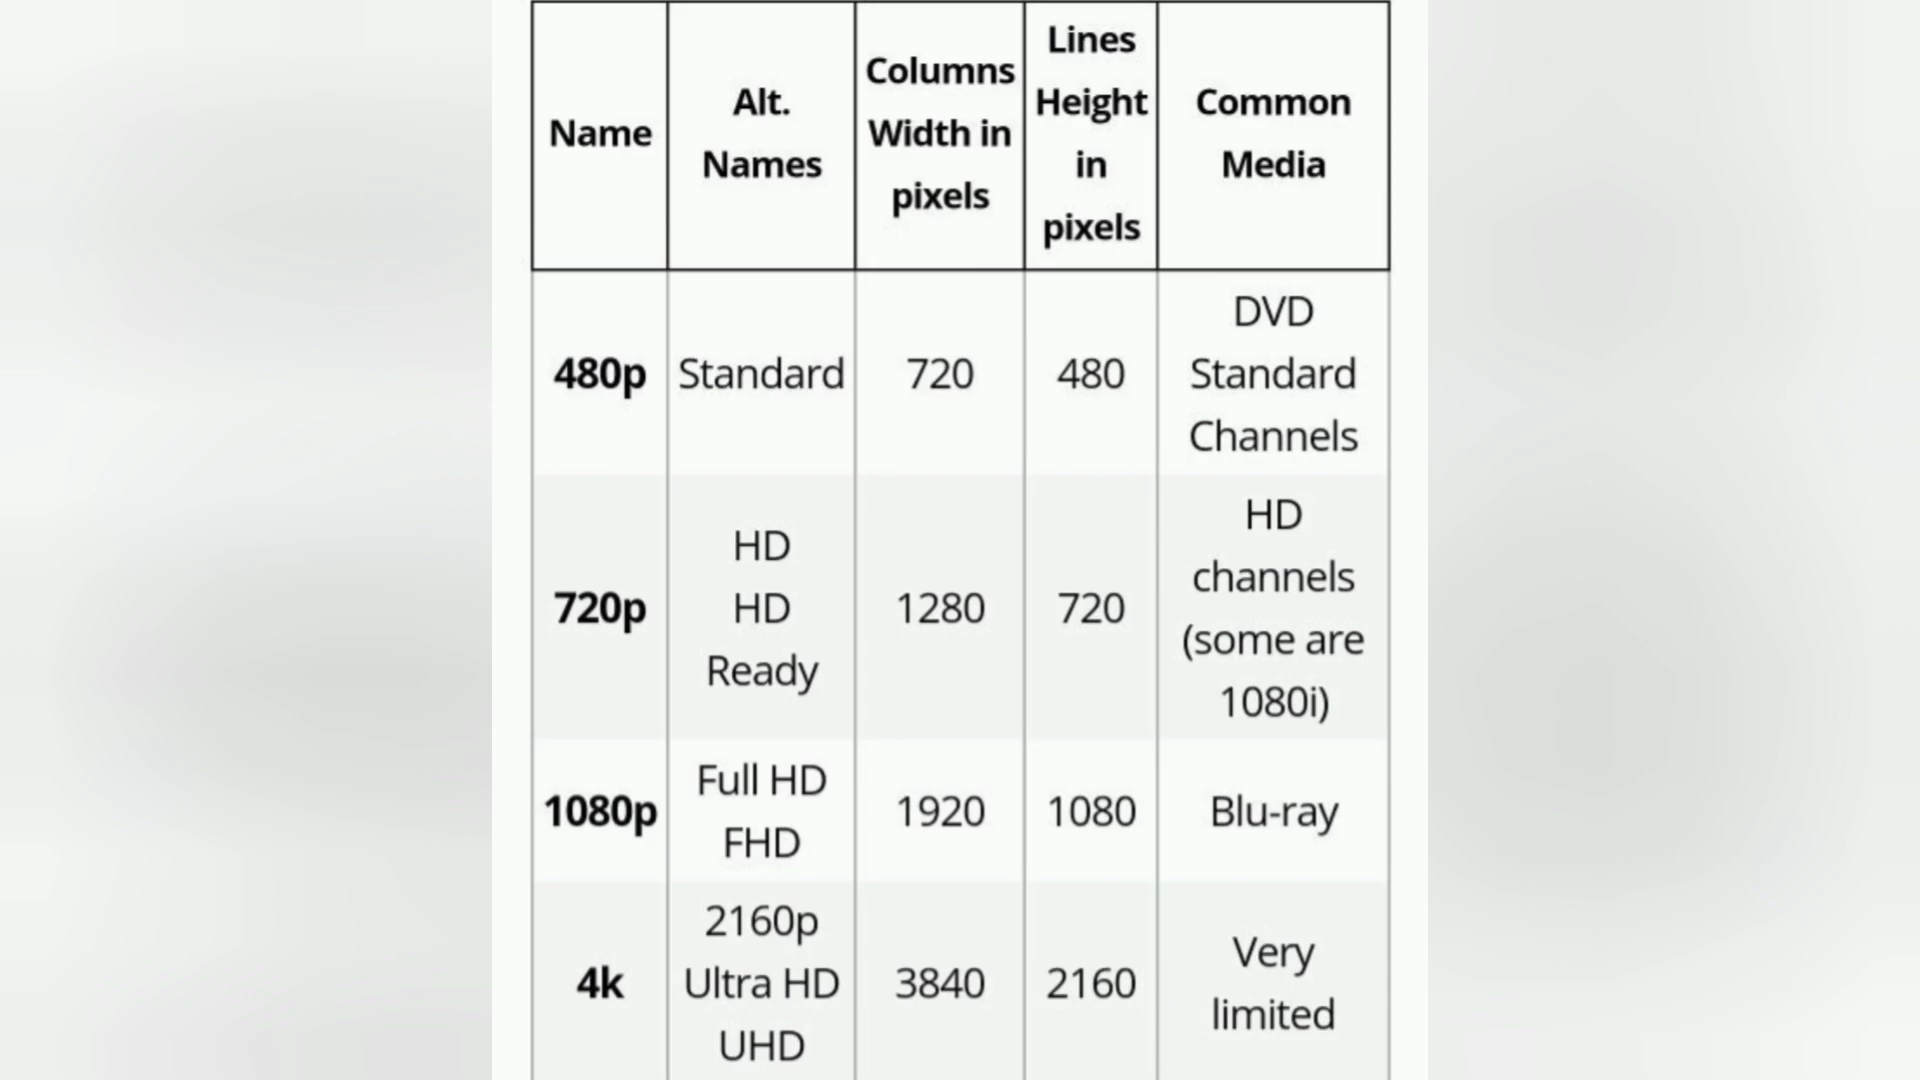 Name
Alt.
Names
Columns
Width in
pixels
Lines
Height
in
pixels
Common
Media
480p
Standard
720
480
DVD
Standard
Channels
720p
HD
HD
Ready
1280
720
HD
channels
(some are
1080i)
1080p
Full HD
FHD
1920
1080
Blu-ray
4k
2160p
Ultra HD
UHD
3840
2160
Very
limited